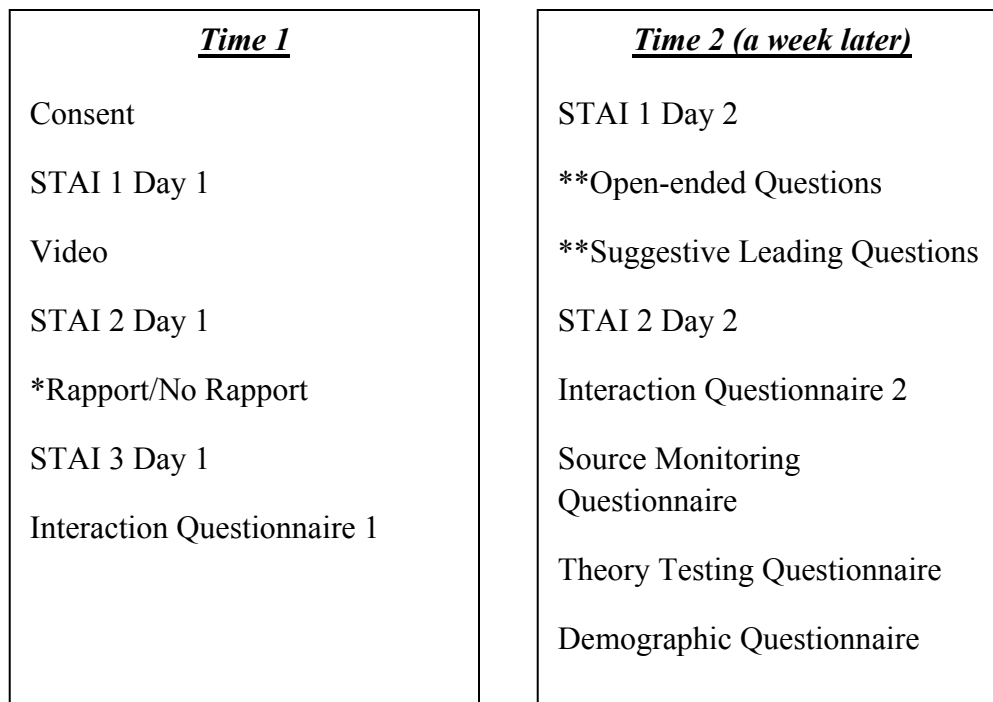 Time 1
Consent
STAI 1 Day 1
Video
STAI 2 Day 1
*Rapport/No Rapport
STAI 3 Day 1
Interaction Questionnaire 1
Time 2 (a week later)
STAI 1 Day 2
**Open-ended Questions
**Suggestive Leading Questions
STAI 2 Day 2
Interaction Questionnaire 2
Source Monitoring
Questionnaire
Theory Testing Questionnaire
Demographic Questionnaire